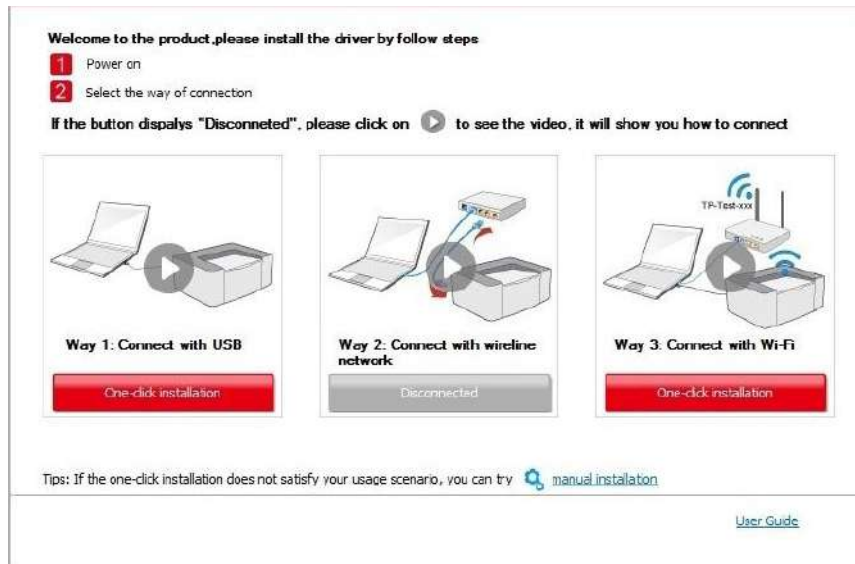 Welcome to the product,please install the driver by follow steps
1 Power on
2 Select the way of connection
If the button dispalys "Disconneted", please click on to see the video, it will show you how to connect
TP-Test-xxx
Way 1: Connect with USB
Way 2: Connect with wireline
network
Way 3: Connect with Wi-Fi
One-click installation
Disconnected
One-click installation
Tips: If the one-click installation does not satisfy your usage scenario, you can try manual installation
User Guide